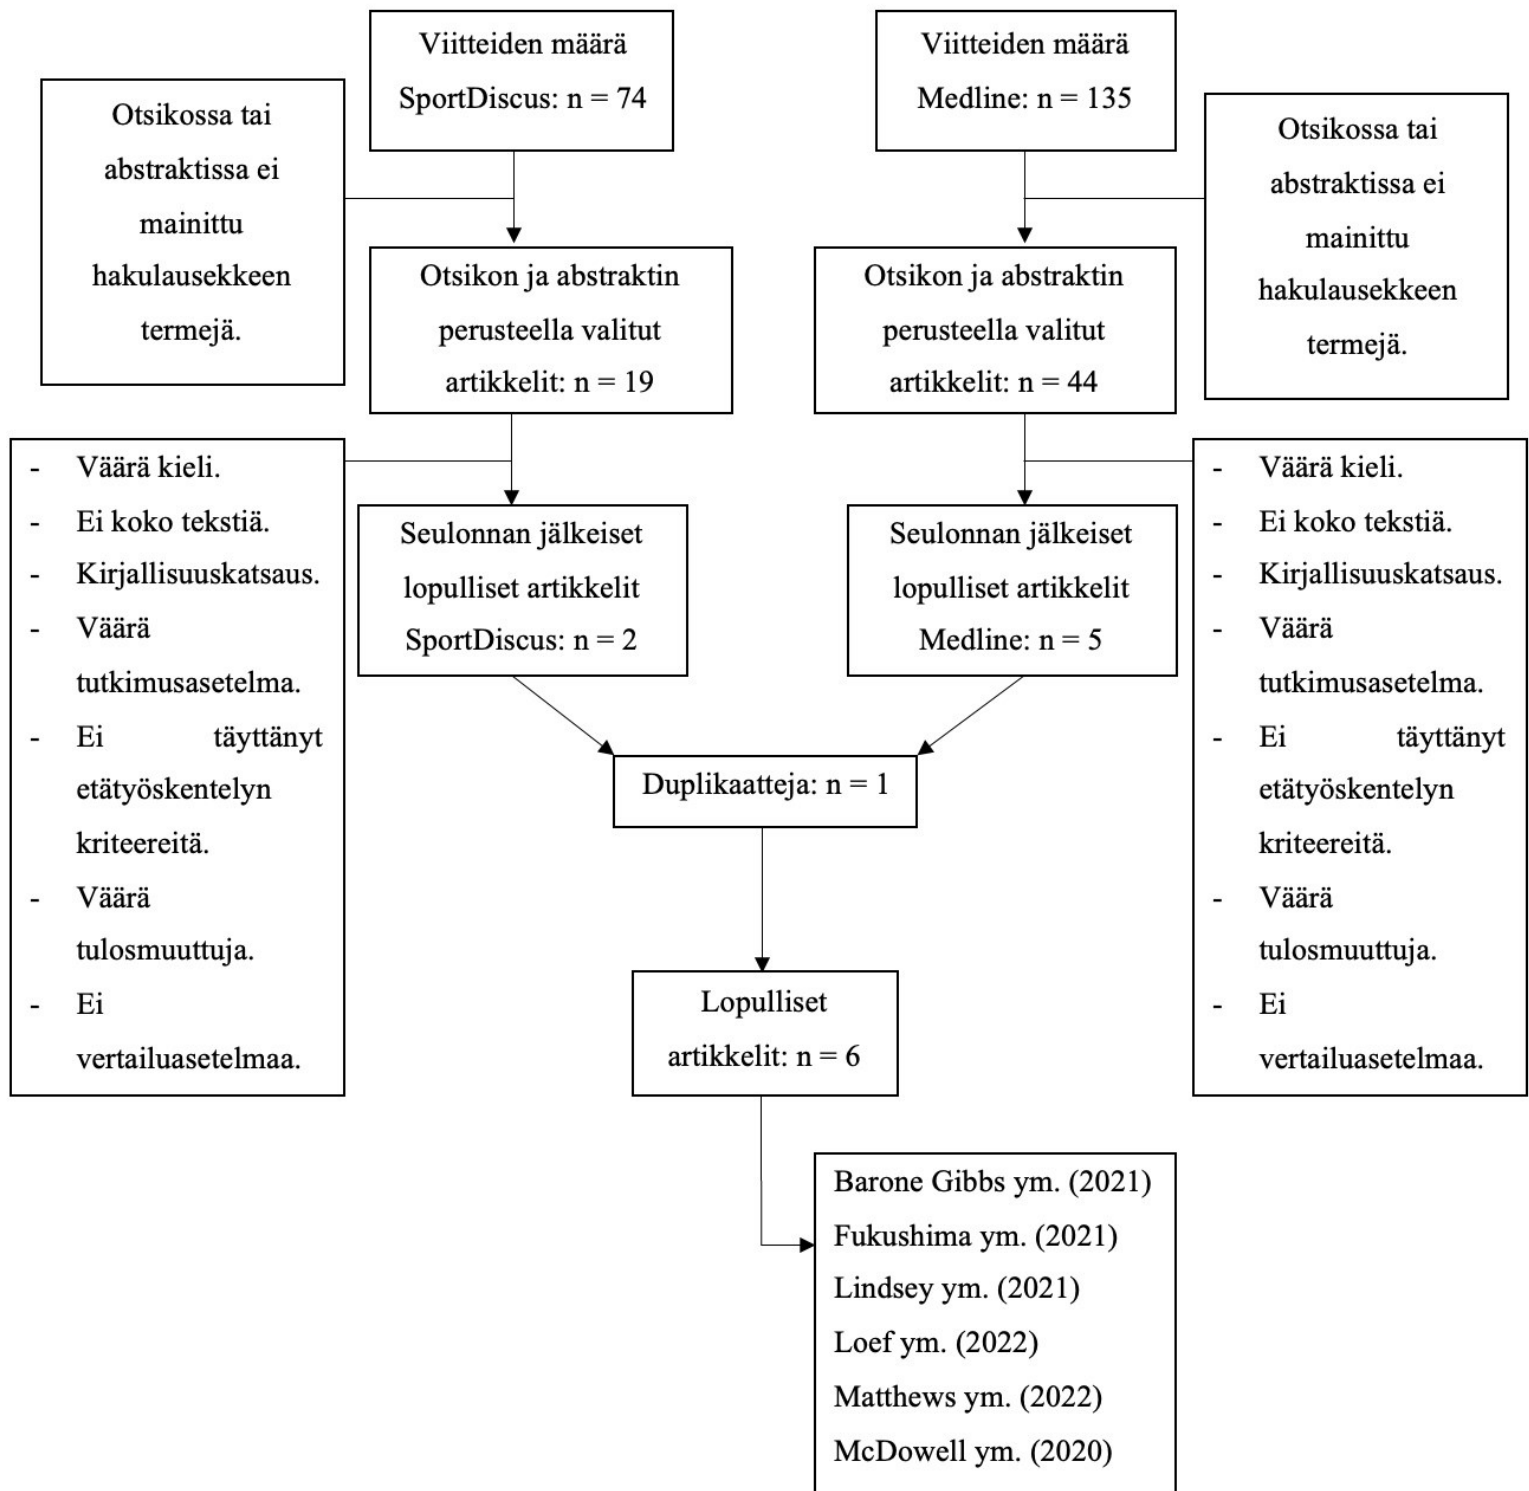 Viitteiden määrä
SportDiscus: n = 74
Viitteiden määrä
Medline: n = 135
Otsikossa tai
abstraktissa ei
mainittu
hakulausekkeen
termejä.
Otsikossa tai
abstraktissa ei
mainittu
hakulausekkeen
termejä.
Otsikon ja abstraktin
perusteella valitut
artikkelit: n = 19
Otsikon ja abstraktin
perusteella valitut
artikkelit: n = 44
- Väärä kieli.
- Ei koko tekstiä.
- Kirjallisuuskatsaus.
- Väärä
tutkimusasetelma.
- Ei täyttänyt
etätyöskentelyn
kriteereitä.
- Väärä
tulosmuuttuja.
- Ei
vertailuasetelmaa.
Seulonnan jälkeiset
lopulliset artikkelit
SportDiscus: n = 2
Seulonnan jälkeiset
lopulliset artikkelit
Medline: n = 5
- Väärä kieli.
- Ei koko tekstiä.
- Kirjallisuuskatsaus.
- Väärä
tutkimusasetelma.
- Ei täyttänyt
etätyöskentelyn
kriteereitä.
- Väärä
tulosmuuttuja.
- Ei
vertailuasetelmaa.
Duplikaatteja: n = 1
Lopulliset
artikkelit: n = 6
Barone Gibbs ym. (2021)
Fukushima ym. (2021)
Lindsey ym. (2021)
Loef ym. (2022)
Matthews ym. (2022)
McDowell ym. (2020)